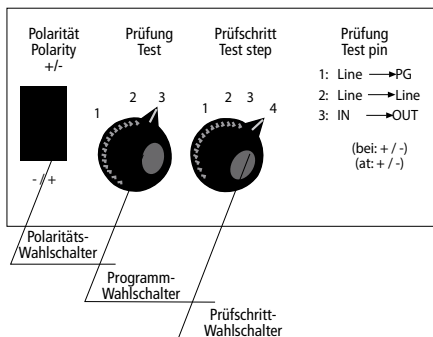 Polarität
Polarity
+/-
- / +
Prüfung
Test
1 2 3
Prüfschritt
Test step
1 2 3 4
Prüfung
Test pin
1: Line → PG
2: Line → Line
3: IN → OUT
(bei: + / -)
(at: + / -)
Polaritäts-
Wahlschalter
Programm-
Wahlschalter
Prüfschritt-
Wahlschalter